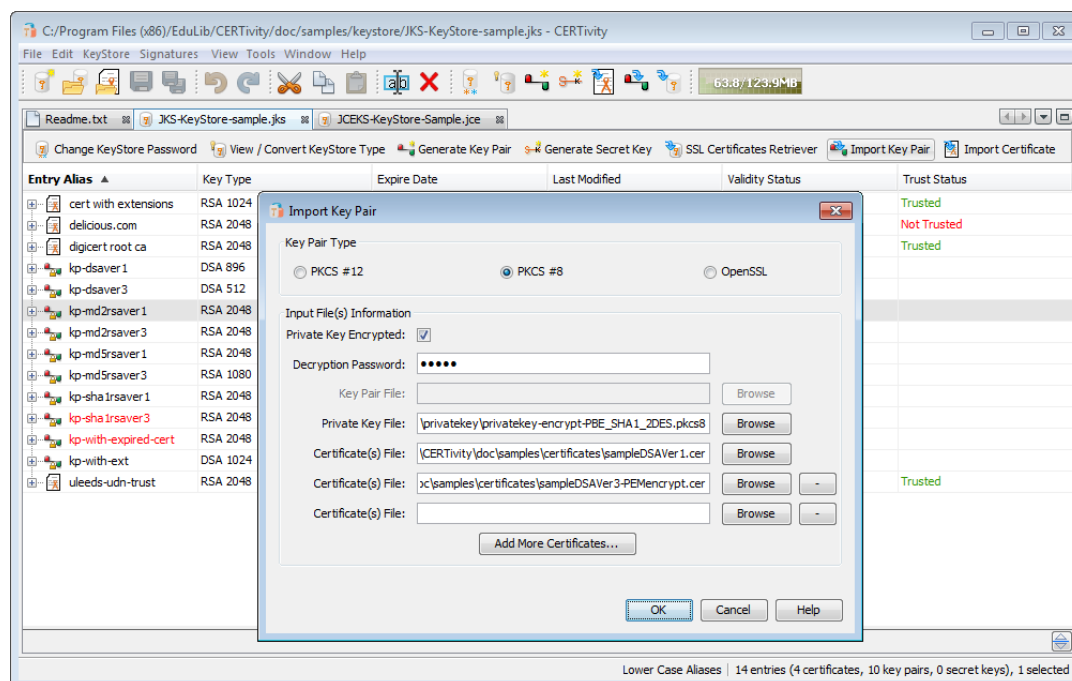 C:/Program Files (x86)/EduLib/CERTivity/doc/samples/keystore/JKS-KeyStore-sample.jks - CERTivity
File Edit KeyStore Signatures View Tools Window Help
63.8/123.9MB
Readme.txt JKS-KeyStore-sample.jks JCEKS-KeyStore-Sample.jce
Change KeyStore Password View / Convert KeyStore Type Generate Key Pair Generate Secret Key SSL Certificates Retriever Import Key Pair Import Certificate
Entry Alias Key Type Expire Date Last Modified Validity Status Trust Status
cert with extensions RSA 1024 Trusted
delicious.com RSA 2048 Not Trusted
digicert root ca RSA 2048 Trusted
kp-dsaver1 DSA 896
kp-dsaver3 DSA 512
kp-md2rsaver1 RSA 2048
kp-md2rsaver3 RSA 2048
kp-md5rsaver1 RSA 2048
kp-md5rsaver3 RSA 1080
kp-sha1rsaver1 RSA 2048
kp-sha1rsaver3 RSA 2048
kp-with-expired-cert RSA 2048
kp-with-ext DSA 1024
uleeds-udn-trust RSA 2048 Trusted
Import Key Pair
Key Pair Type
PKCS #12 PKCS #8 OpenSSL
Input File(s) Information
Private Key Encrypted:
Decryption Password: •••••
Key Pair File: Browse
Private Key File: \privatekey\privatekey-encrypt-PBE_SHA1_2DES.pkcs8 Browse
Certificate(s) File: \CERTivity\doc\samples\certificates\sampleDSAVer1.cer Browse
Certificate(s) File: oc\samples\certificates\sampleDSAVer3-PEMencrypt.cer Browse -
Certificate(s) File: Browse -
Add More Certificates...
OK Cancel Help
Lower Case Aliases 14 entries (4 certificates, 10 key pairs, 0 secret keys), 1 selected